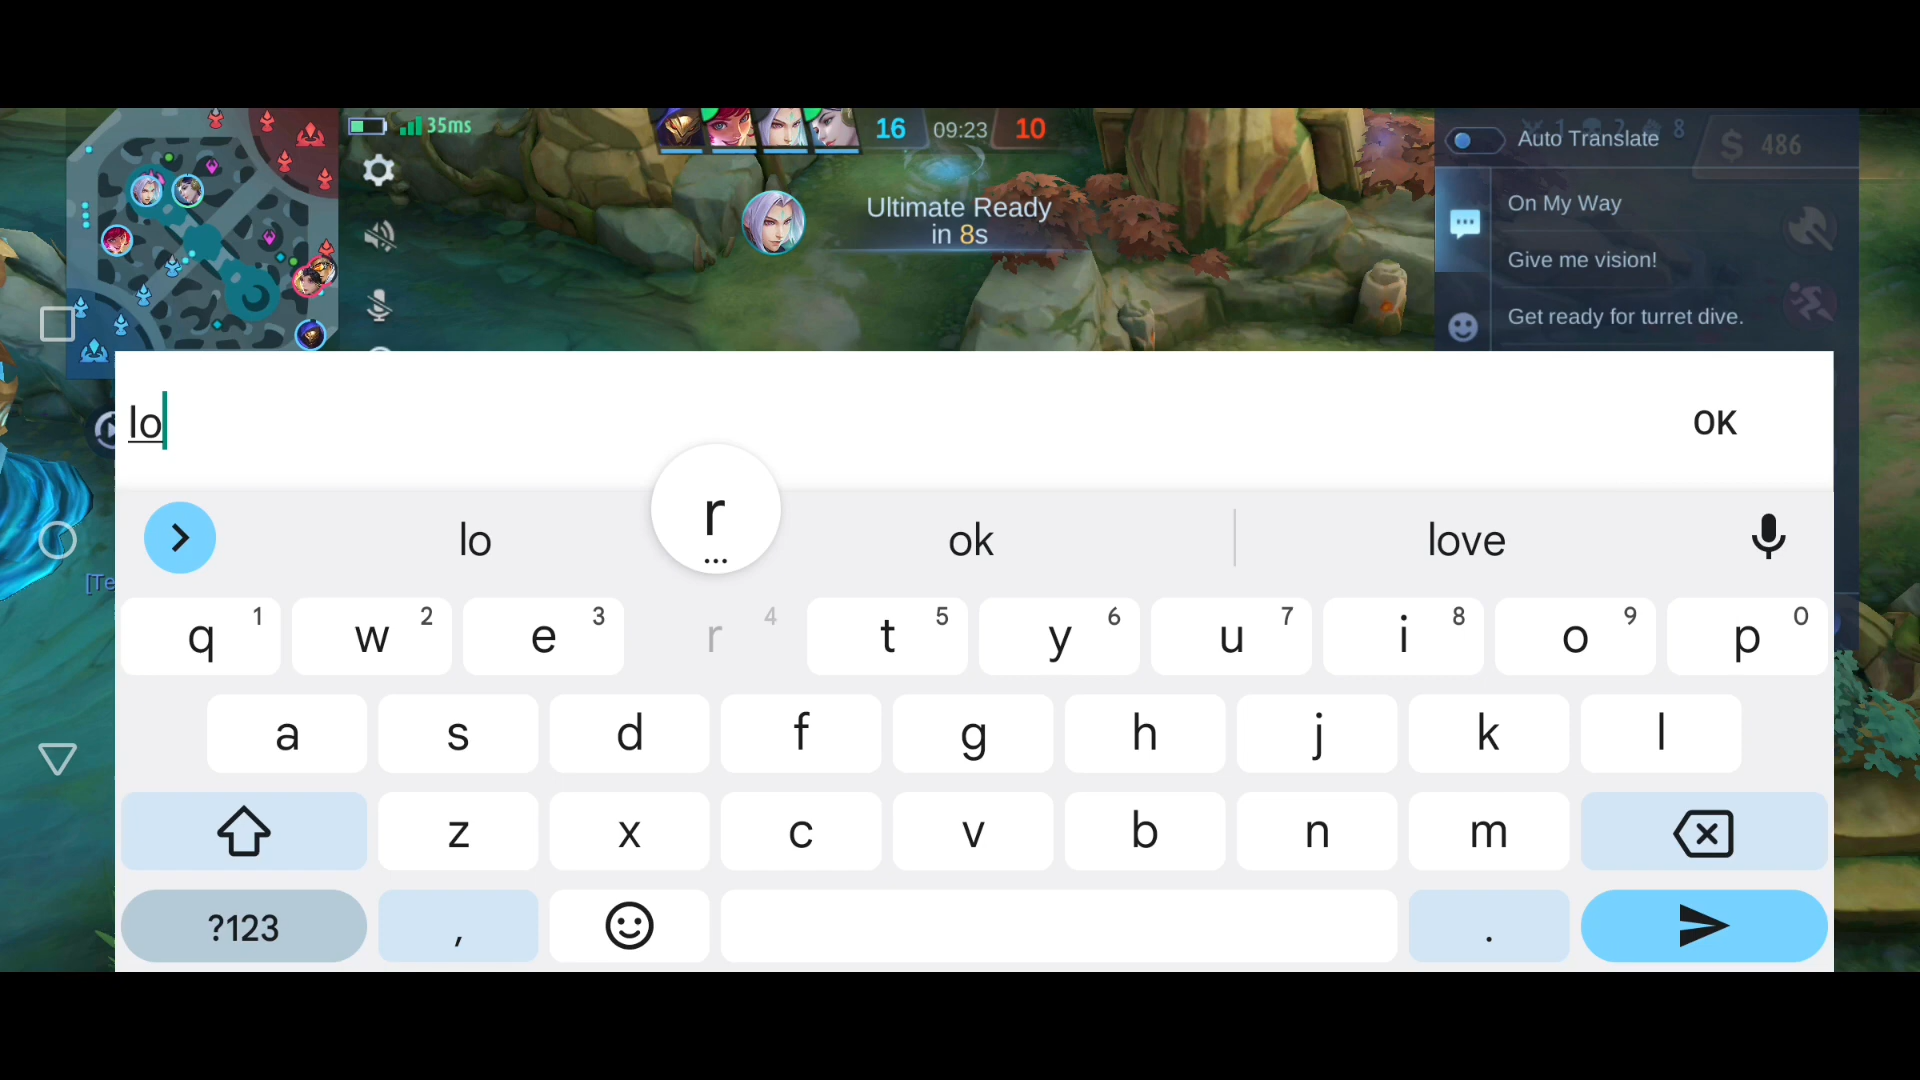 35ms
16 09:23 10
Auto Translate
8
$ 486
Ultimate Ready
in 8s
On My Way
Give me vision!
Get ready for turret dive.
lo
OK
[Te
r
...
lo ok love
q 1 w 2 e 3 r 4 t 5 y 6 u 7 i 8 o 9 p 0
a s d f g h j k l
z x c v b n m
?123 , .